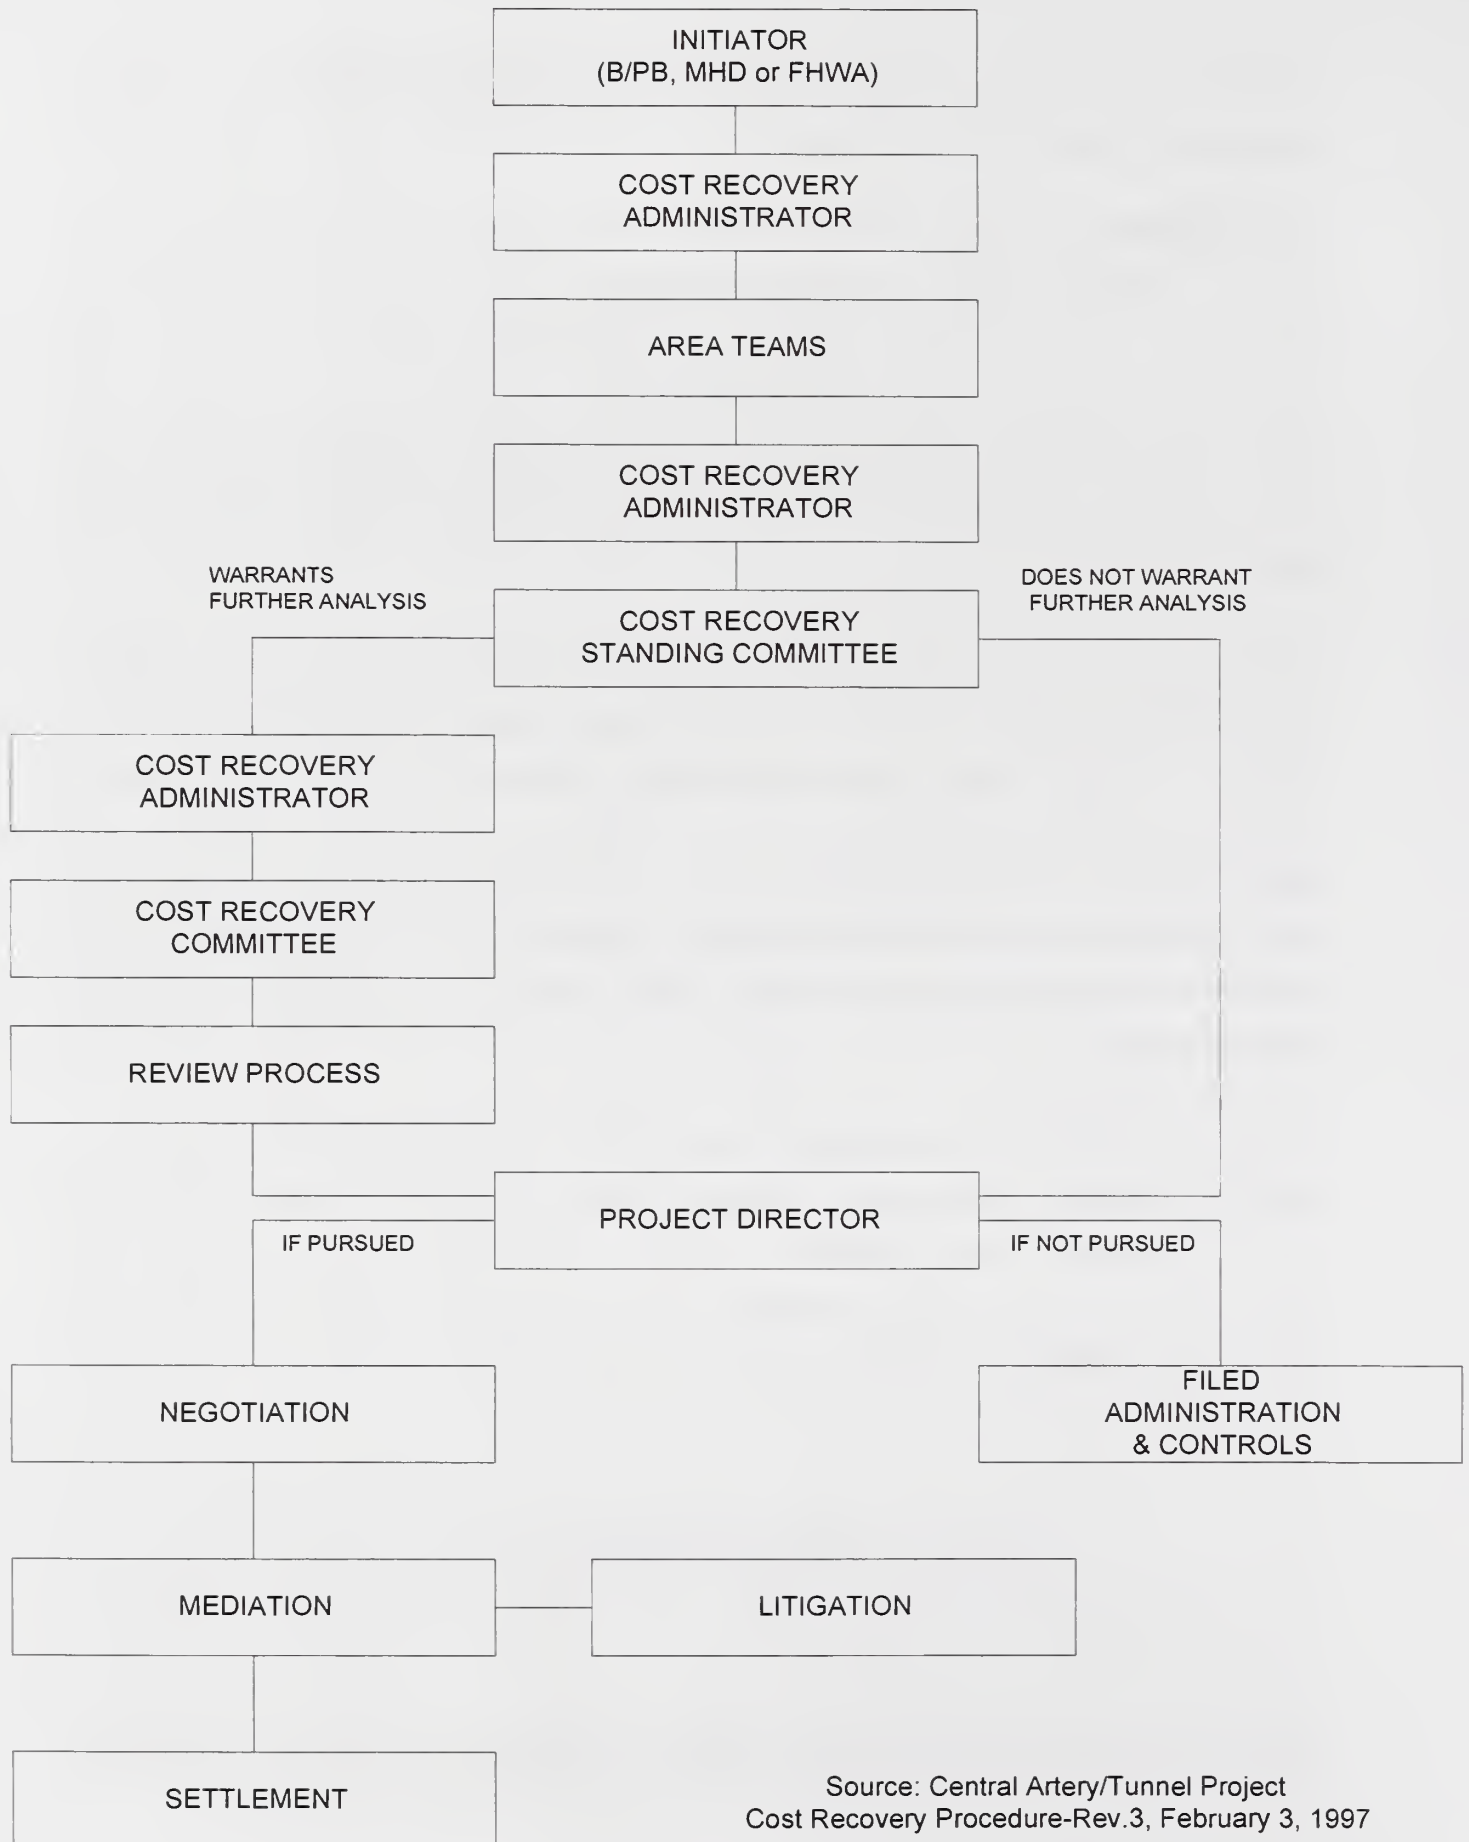 INITIATOR
(B/PB, MHD or FHWA)
COST RECOVERY
ADMINISTRATOR
AREA TEAMS
COST RECOVERY
ADMINISTRATOR
WARRANTS
FURTHER ANALYSIS
DOES NOT WARRANT
FURTHER ANALYSIS
COST RECOVERY
STANDING COMMITTEE
COST RECOVERY
ADMINISTRATOR
COST RECOVERY
COMMITTEE
REVIEW PROCESS
PROJECT DIRECTOR
IF PURSUED
IF NOT PURSUED
NEGOTIATION
FILED
ADMINISTRATION
& CONTROLS
MEDIATION
LITIGATION
SETTLEMENT
Source: Central Artery/Tunnel Project
Cost Recovery Procedure-Rev.3, February 3, 1997